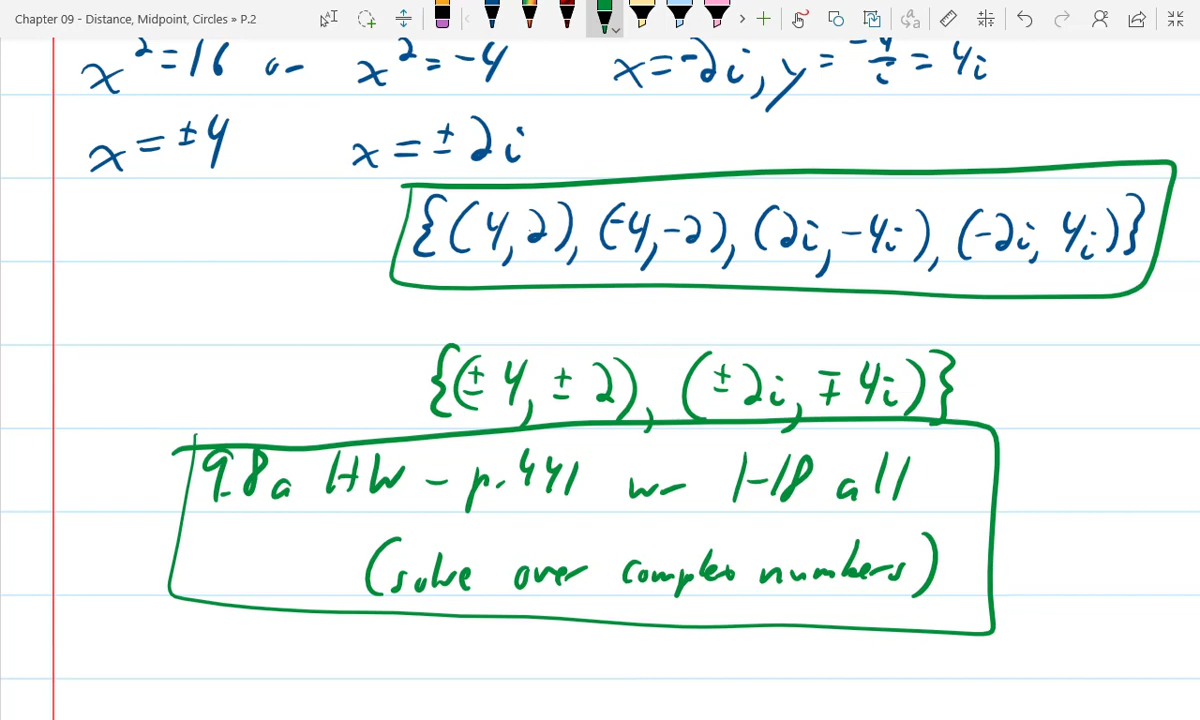 Chapter 09 - Distance, Midpoint, Circles » P.2
x²=16 or x²=-4 x=-2i, y=-4/i=4i
x=±4 x=±2i
{(4,2), (-4,-2), (2i,-4i), (-2i, 4i)}
{(±4, ±2), (±2i, ∓4i)}
9.8a HW - p.441 w 1-18 all
(solve over complex numbers)